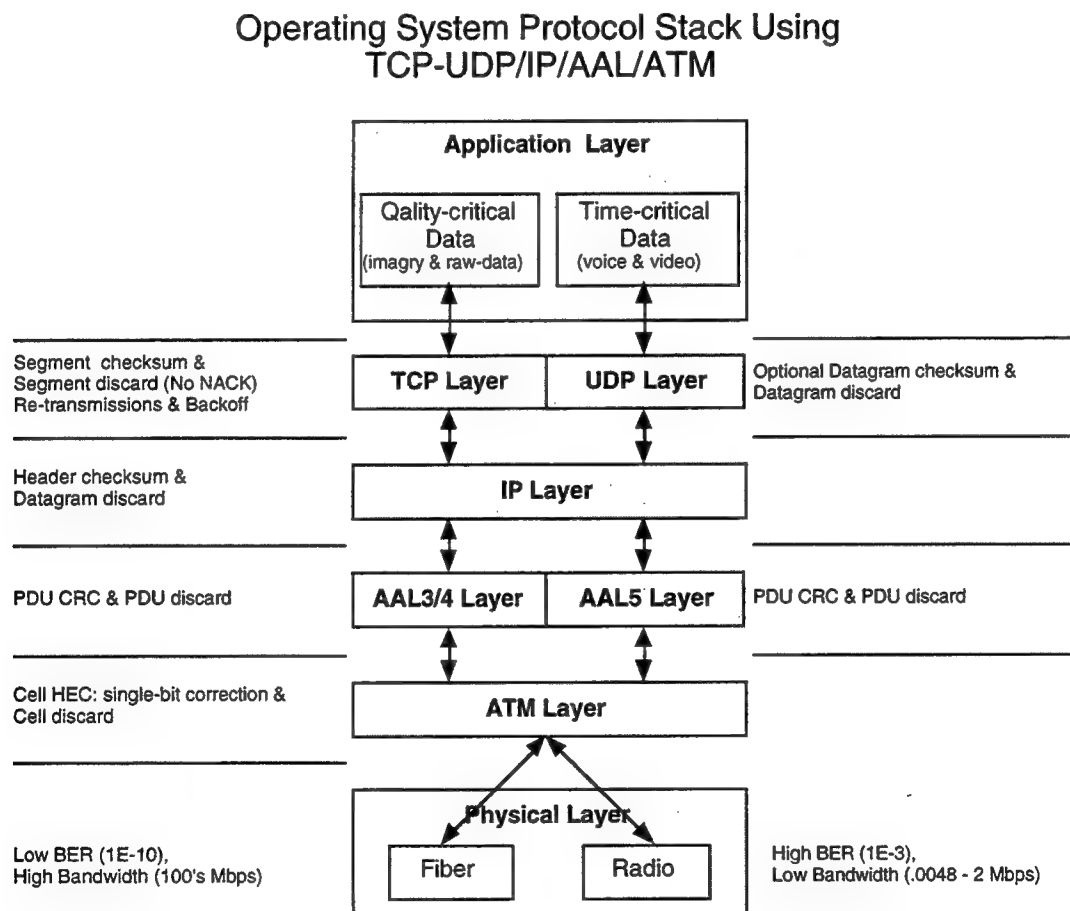 Operating System Protocol Stack Using
TCP-UDP/IP/AAL/ATM
Application Layer
Qality-critical
Data
(imagry & raw-data)
Time-critical
Data
(voice & video)
Segment checksum &
Segment discard (No NACK)
Re-transmissions & Backoff
TCP Layer
UDP Layer
Optional Datagram checksum &
Datagram discard
Header checksum &
Datagram discard
IP Layer
PDU CRC & PDU discard
AAL3/4 Layer
AAL5 Layer
PDU CRC & PDU discard
Cell HEC: single-bit correction &
Cell discard
ATM Layer
Physical Layer
Low BER (1E-10),
High Bandwidth (100's Mbps)
Fiber
Radio
High BER (1E-3),
Low Bandwidth (.0048 - 2 Mbps)